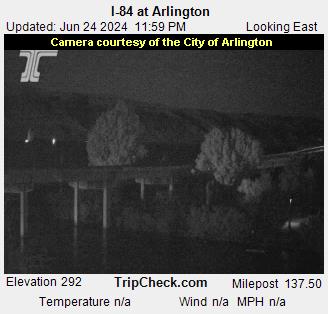 I-84 at Arlington
Updated: Jun 24 2024 11:59 PM Looking East
Camera courtesy of the City of Arlington
Elevation 292 TripCheck.com Milepost 137.50
Temperature n/a Wind n/a MPH n/a